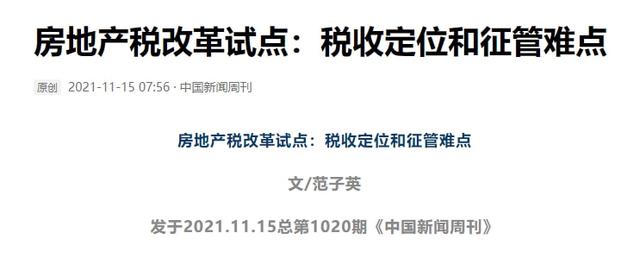 房地产税改革试点：税收定位和征管难点
原创 2021-11-15 07:56 · 中国新闻周刊
房地产税改革试点：税收定位和征管难点
文/范子英
发于2021.11.15总第1020期《中国新闻周刊》